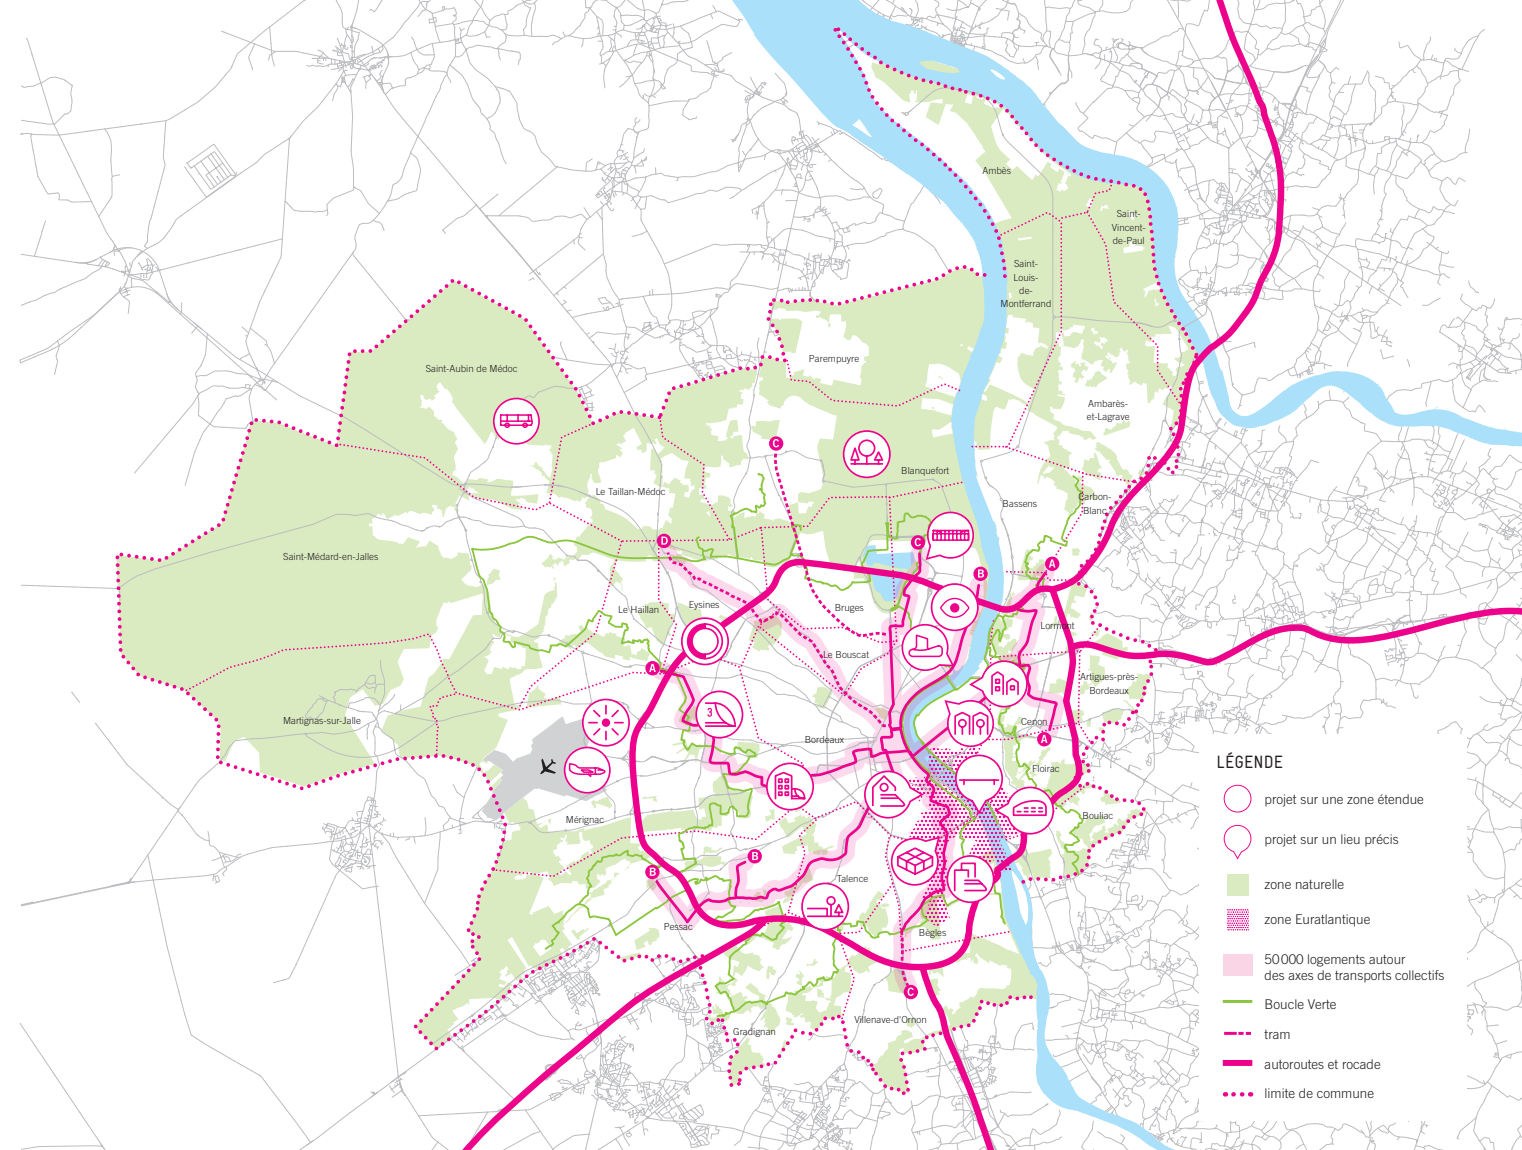 Ambès
Saint-
Vincent-
de-Paul
Saint-
Louis-
de-
Montferrand
Parempuyre
Saint-Aubin de Médoc
Ambarès-
et-Lagrave
C
Blanquefort
Le Taillan-Médoc
Bassens
Carbon-
Blanc
D
C
Saint-Médard-en-Jalles
A
B
Le Haillan
Eysines
Bruges
Lormont
Le Bouscat
A
Artigues-près-
Bordeaux
3
Martignas-sur-Jalle
Cenon
Bordeaux
A
Floirac
Mérignac
Bouliac
B
B
Talence
Pessac
Bègles
C
Villenave-d'Ornon
Gradignan
LÉGENDE
projet sur une zone étendue
projet sur un lieu précis
zone naturelle
zone Euratlantique
50 000 logements autour
des axes de transports collectifs
Boucle Verte
tram
autoroutes et rocade
limite de commune